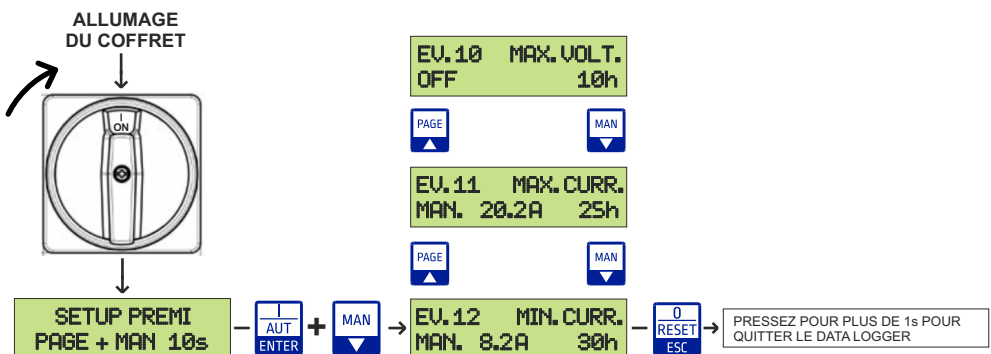 ALLUMAGE
DU COFFRET
I
ON
SETUP PREMI
PAGE + MAN 10s
I
AUT
ENTER
+
MAN
EV.10 MAX.VOLT.
OFF 10h
PAGE
MAN
EV.11 MAX.CURR.
MAN. 20.2A 25h
PAGE
MAN
EV.12 MIN.CURR.
MAN. 8.2A 30h
0
RESET
ESC
PRESSEZ POUR PLUS DE 1s POUR
QUITTER LE DATA LOGGER